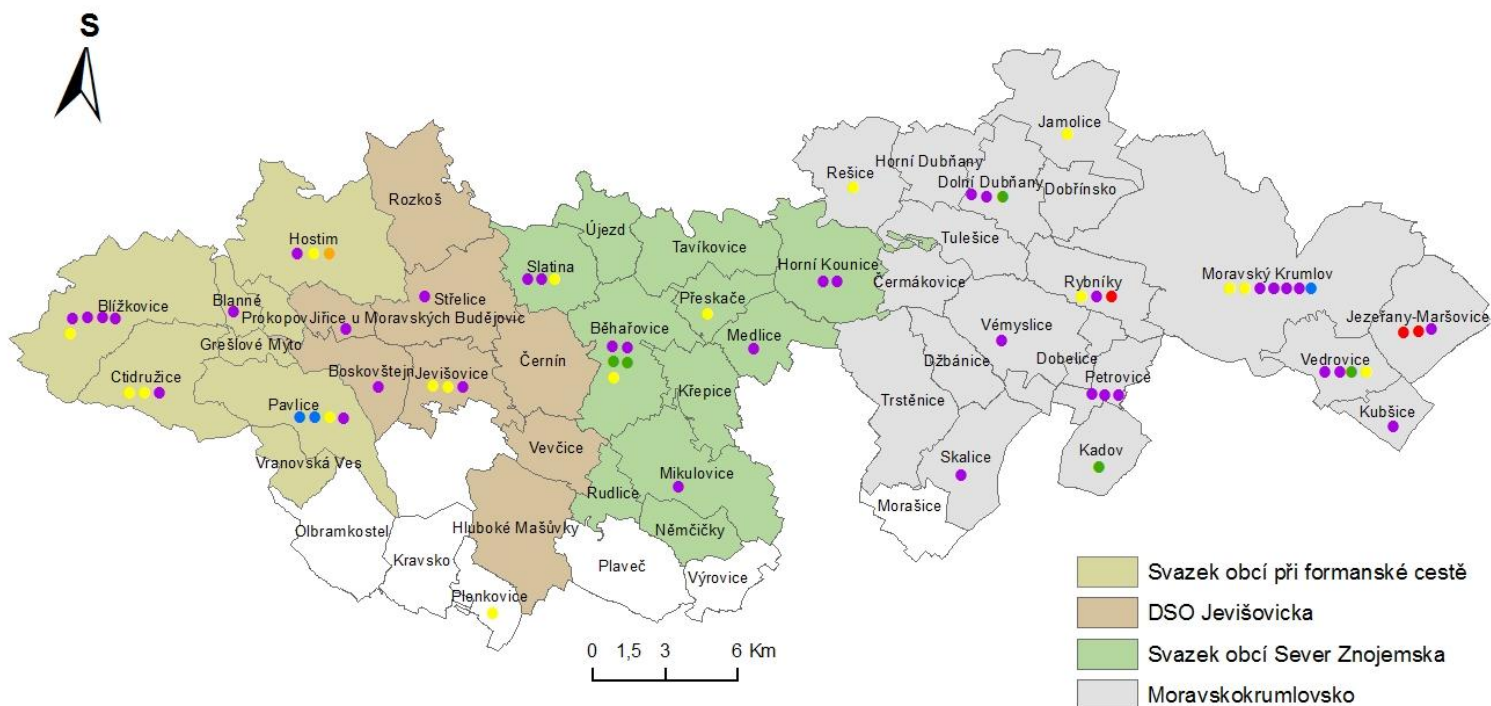 S
Jamolice
Rešice
Horní Dubňany
Dolní Dubňany
Dobřínsko
Rozkoš
Hostim
Újezd
Tavíkovice
Tulešice
Slatina
Horní Kounice
Čermákovice
Rybníky
Moravský Krumlov
Blížkovice
Blanné
Střelice
Přeskače
Prokopov
Jiřice u Moravských Budějovic
Běhařovice
Medlice
Vémyslice
Jezeřany-Maršovice
Grešlové Mýto
Černín
Džbánice
Dobelice
Vedrovice
Ctidružice
Boskovštejn
Jevišovice
Křepice
Petrovice
Pavlice
Trstěnice
Kubšice
Vranovská Ves
Vevčice
Mikulovice
Skalice
Kadov
Rudlice
Morašice
Olbramkostel
Hluboké Mašůvky
Němčičky
Kravsko
Plaveč
Výrovice
Plenkovice
0 1,5 3 6 Km
Svazek obcí při formanské cestě
DSO Jevišovicka
Svazek obcí Sever Znojemska
Moravskokrumlovsko